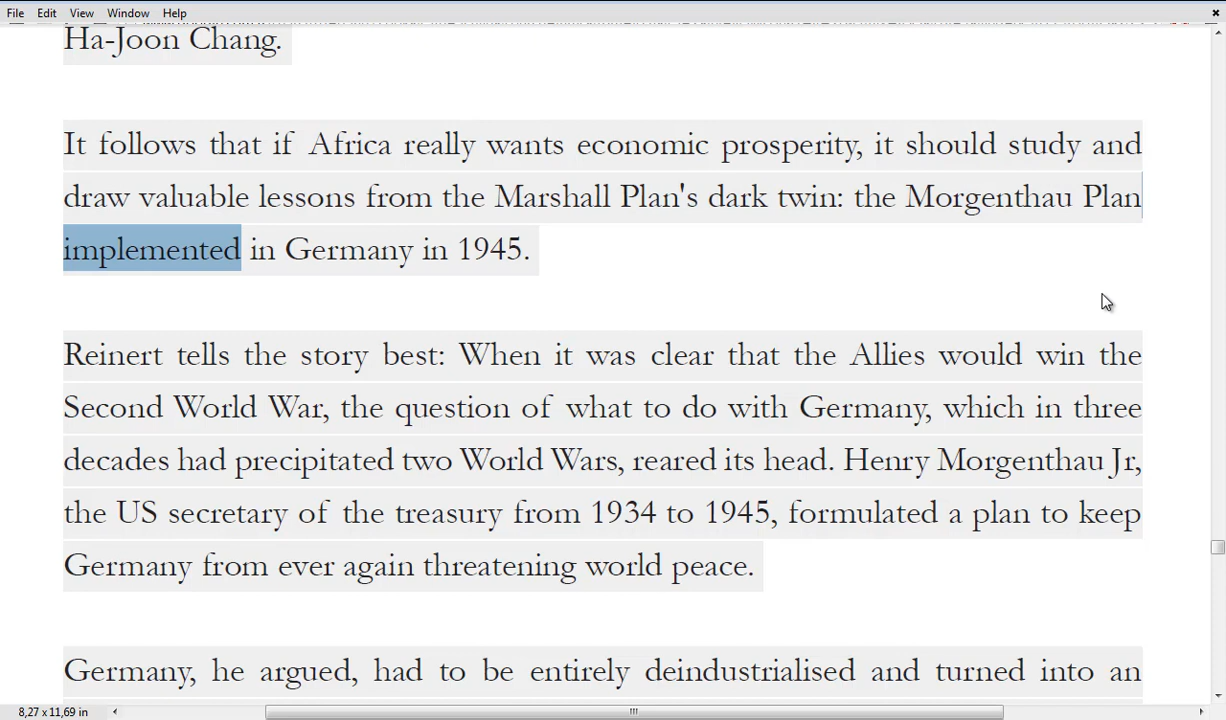 File Edit View Window Help
Ha-Joon Chang.
It follows that if Africa really wants economic prosperity, it should study and
draw valuable lessons from the Marshall Plan's dark twin: the Morgenthau Plan
implemented in Germany in 1945.
Reinert tells the story best: When it was clear that the Allies would win the
Second World War, the question of what to do with Germany, which in three
decades had precipitated two World Wars, reared its head. Henry Morgenthau Jr,
the US secretary of the treasury from 1934 to 1945, formulated a plan to keep
Germany from ever again threatening world peace.
Germany, he argued, had to be entirely deindustrialised and turned into an
8,27 x 11,69 in